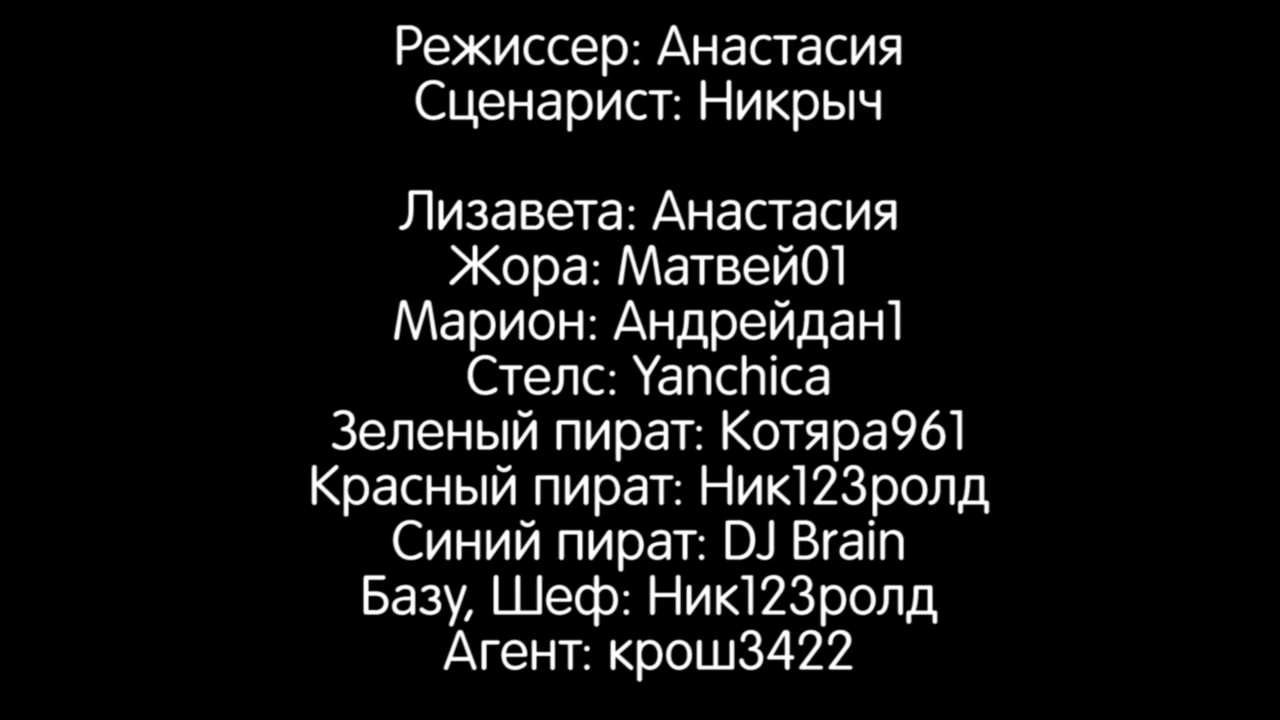 Режиссер: Анастасия
Сценарист: Никрыч
Лизавета: Анастасия
Жора: Матвей01
Марион: Андрейдан1
Стелс: Yanchica
Зеленый пират: Котяра961
Красный пират: Ник123ролд
Синий пират: DJ Brain
Базу, Шеф: Ник123ролд
Агент: крош3422